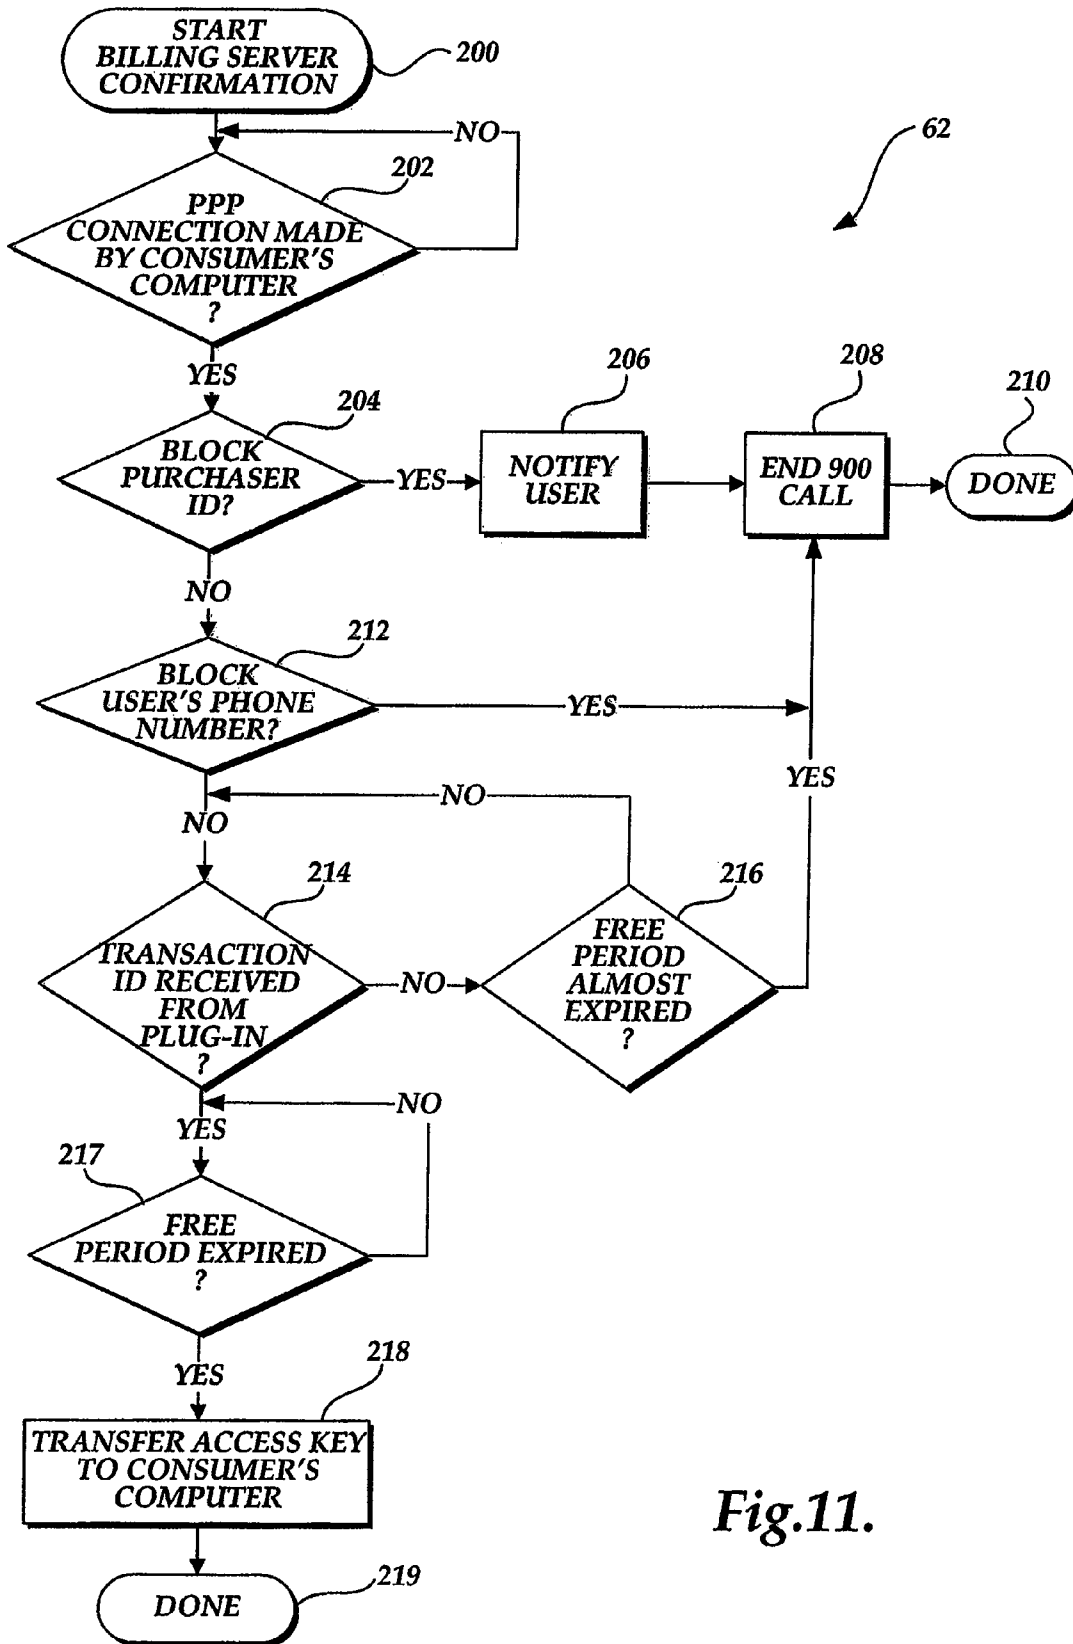 START
BILLING SERVER
CONFIRMATION
200
NO
62
202
PPP
CONNECTION MADE
BY CONSUMER'S
COMPUTER
?
YES
204
BLOCK
PURCHASER
ID?
YES
206
NOTIFY
USER
208
END 900
CALL
210
DONE
NO
212
BLOCK
USER'S PHONE
NUMBER?
YES
YES
NO
NO
214
TRANSACTION
ID RECEIVED
FROM
PLUG-IN
?
NO
216
FREE
PERIOD
ALMOST
EXPIRED
?
NO
YES
217
FREE
PERIOD EXPIRED
?
YES
218
TRANSFER ACCESS KEY
TO CONSUMER'S
COMPUTER
Fig.11.
219
DONE